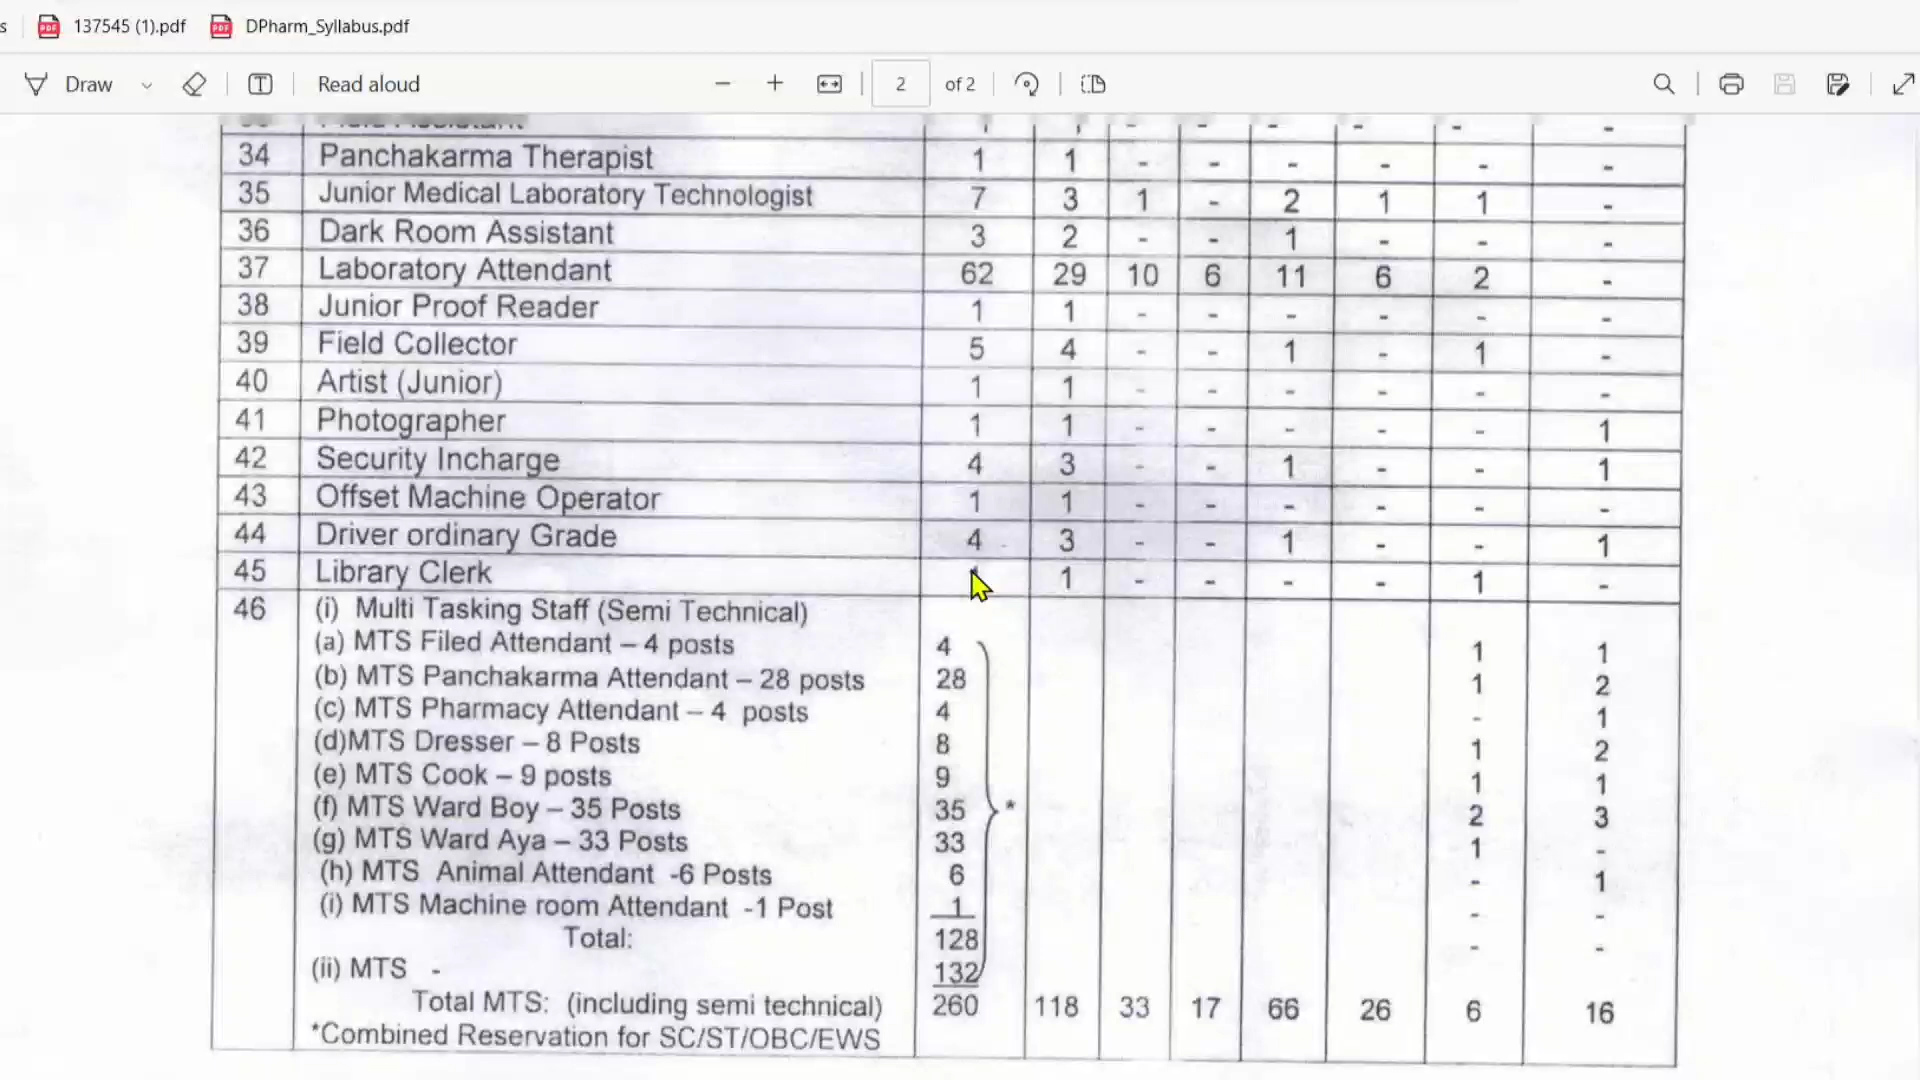 s 137545 (1).pdf DPharm_Syllabus.pdf
Draw Read aloud − + 2 of 2
34 Panchakarma Therapist 1 1 - - - - - -
35 Junior Medical Laboratory Technologist 7 3 1 - 2 1 1 -
36 Dark Room Assistant 3 2 - - 1 - - -
37 Laboratory Attendant 62 29 10 6 11 6 2 -
38 Junior Proof Reader 1 1 - - - - - -
39 Field Collector 5 4 - - 1 - 1 -
40 Artist (Junior) 1 1 - - - - - -
41 Photographer 1 1 - - - - - 1
42 Security Incharge 4 3 - - 1 - - 1
43 Offset Machine Operator 1 1 - - - - - -
44 Driver ordinary Grade 4 3 - - 1 - - 1
45 Library Clerk 1 - - - - 1 -
46 (i) Multi Tasking Staff (Semi Technical)
(a) MTS Filed Attendant – 4 posts 4 1 1
(b) MTS Panchakarma Attendant – 28 posts 28 1 2
(c) MTS Pharmacy Attendant – 4 posts 4 - 1
(d)MTS Dresser – 8 Posts 8 1 2
(e) MTS Cook – 9 posts 9 1 1
(f) MTS Ward Boy – 35 Posts 35 * 2 3
(g) MTS Ward Aya – 33 Posts 33 1 -
(h) MTS Animal Attendant -6 Posts 6 - 1
(i) MTS Machine room Attendant -1 Post 1 - -
Total: 128 - -
(ii) MTS - 132
Total MTS: (including semi technical) 260 118 33 17 66 26 6 16
*Combined Reservation for SC/ST/OBC/EWS